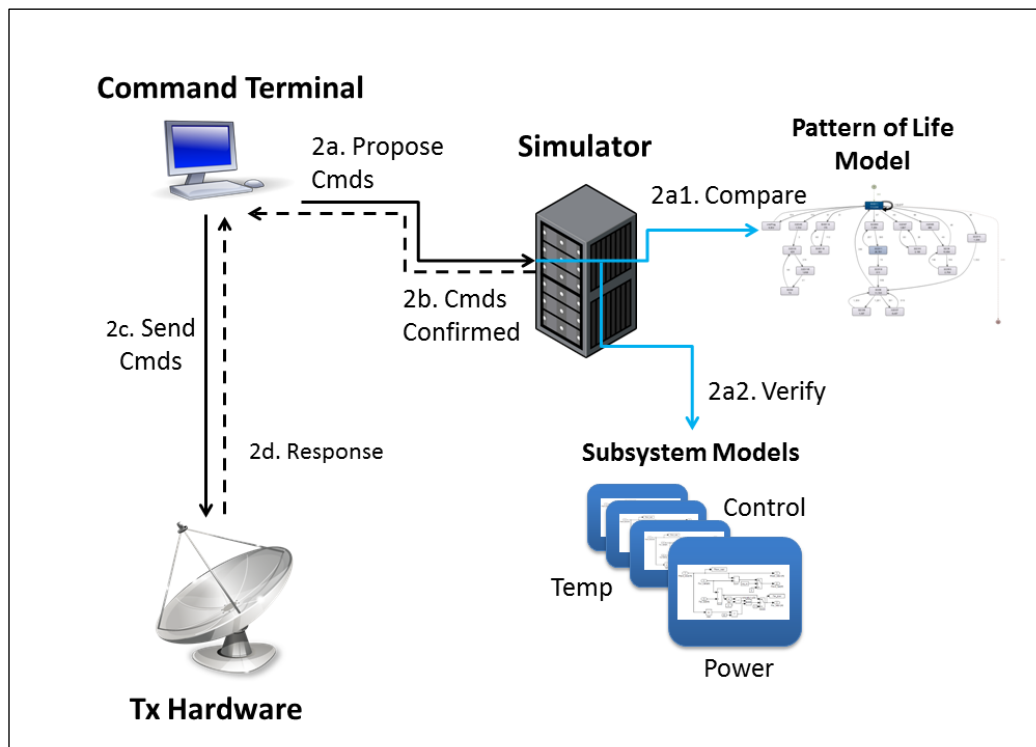 Command Terminal
2a. Propose
Cmds
Simulator
Pattern of Life
Model
2a1. Compare
2b. Cmds
Confirmed
2c. Send
Cmds
2a2. Verify
2d. Response
Subsystem Models
Control
Temp
Power
Tx Hardware